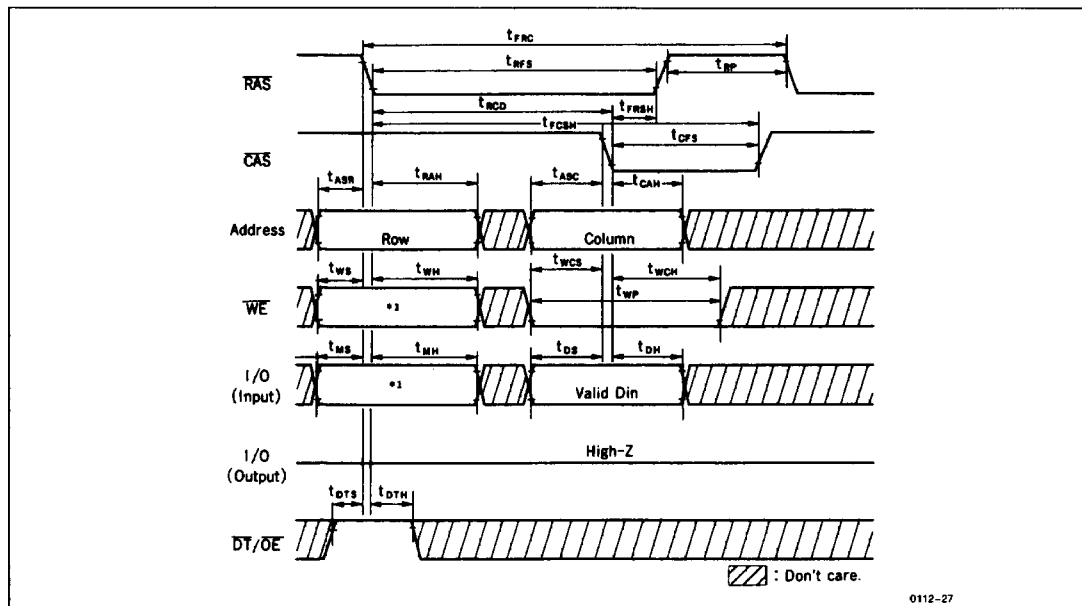 tFRC
tRFS
tRP
RAS
tRCD
tFRSH
tFCSH
tCFS
CAS
tASR
tRAH
tASC
tCAH
Address
Row
Column
tWS
tWH
tWCS
tWCH
tWP
WE
tMS
tMH
tDS
tDH
I/O
(Input)
*1
Valid Din
I/O
(Output)
High-Z
tDTS
tDTH
DT/OE
: Don't care.
0112-27